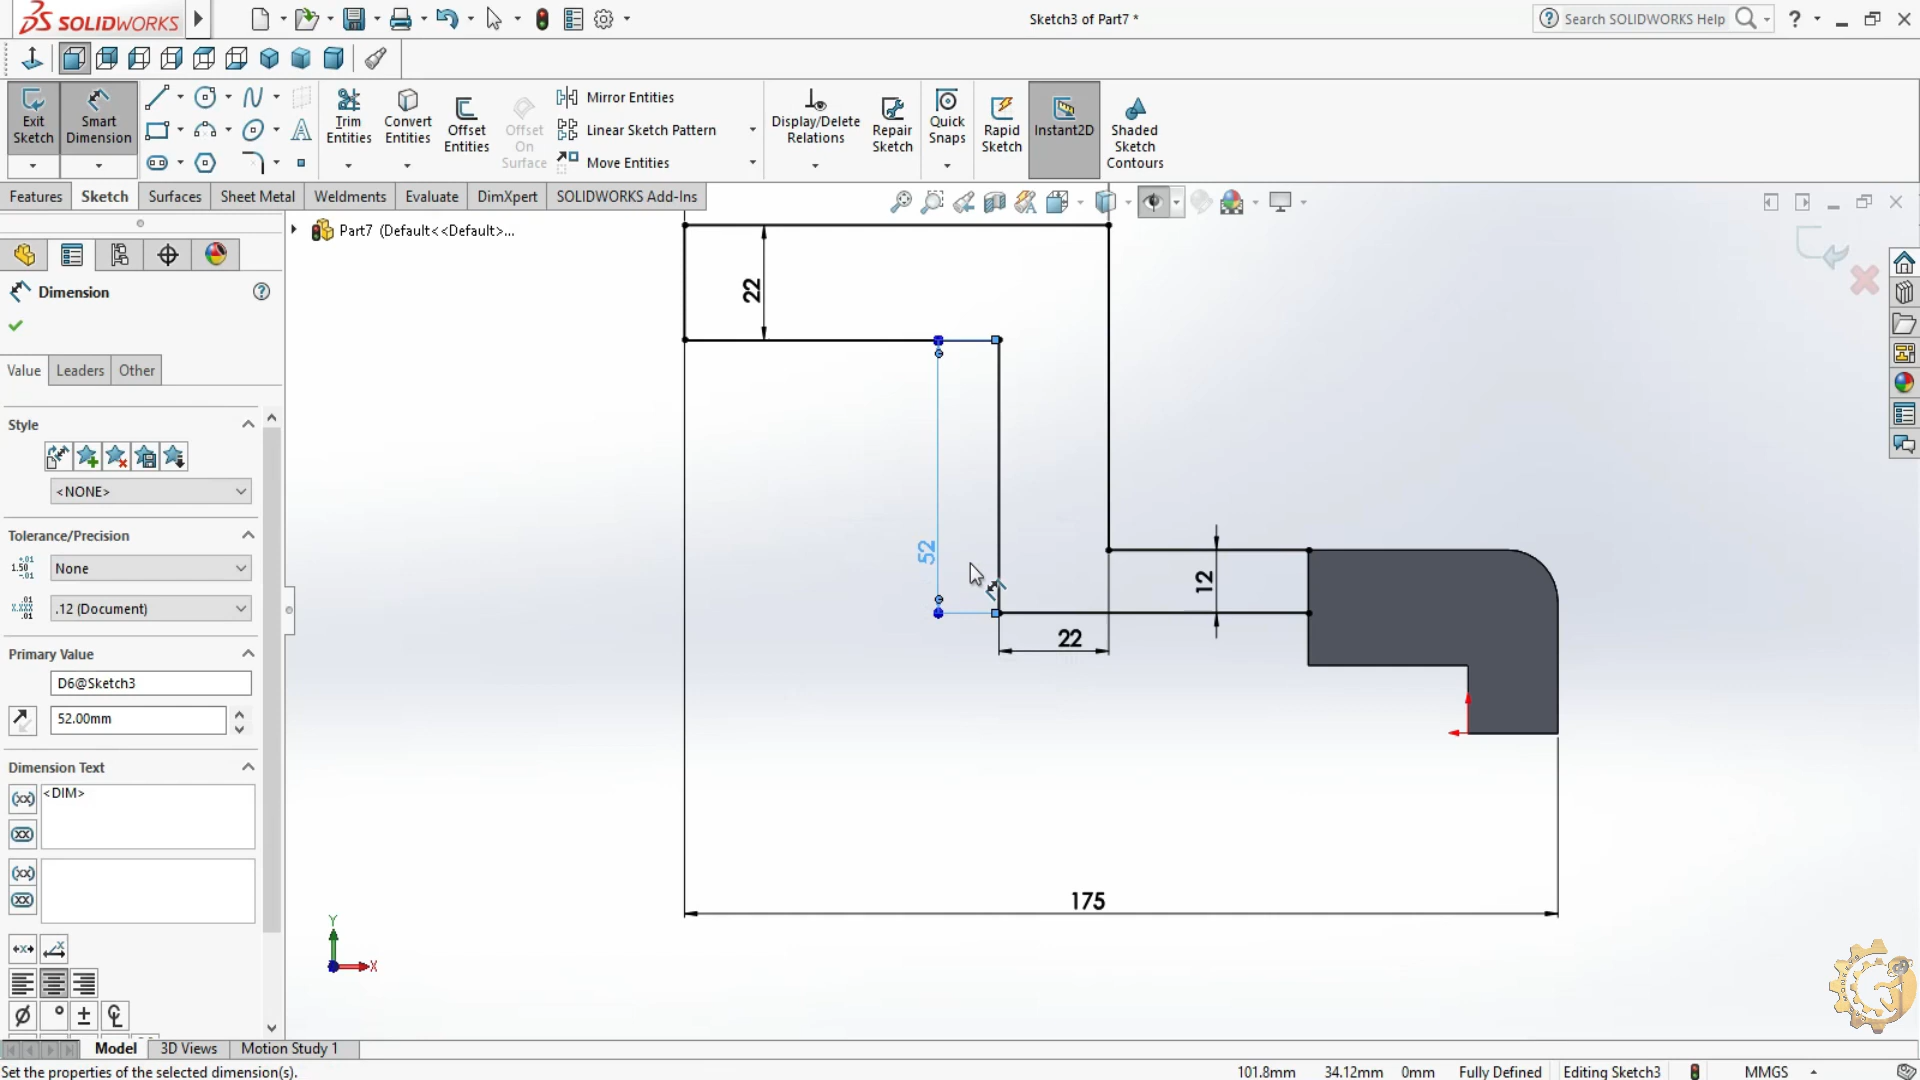 SOLIDWORKS
Sketch3 of Part7 *
Search SOLIDWORKS Help
?
Exit Sketch
Smart Dimension
Trim Entities
Convert Entities
Offset Entities
Offset On Surface
Mirror Entities
Linear Sketch Pattern
Move Entities
Display/Delete Relations
Repair Sketch
Quick Snaps
Rapid Sketch
Instant2D
Shaded Sketch Contours
Features
Sketch
Surfaces
Sheet Metal
Weldments
Evaluate
DimXpert
SOLIDWORKS Add-Ins
Part7 (Default<<Default>...
Dimension
Value
Leaders
Other
Style
<NONE>
Tolerance/Precision
None
.12 (Document)
Primary Value
D6@Sketch3
52.00mm
Dimension Text
<DIM>
22
52
12
22
175
Y
X
Model
3D Views
Motion Study 1
Set the properties of the selected dimension(s).
101.8mm
34.12mm
0mm
Fully Defined
Editing Sketch3
MMGS